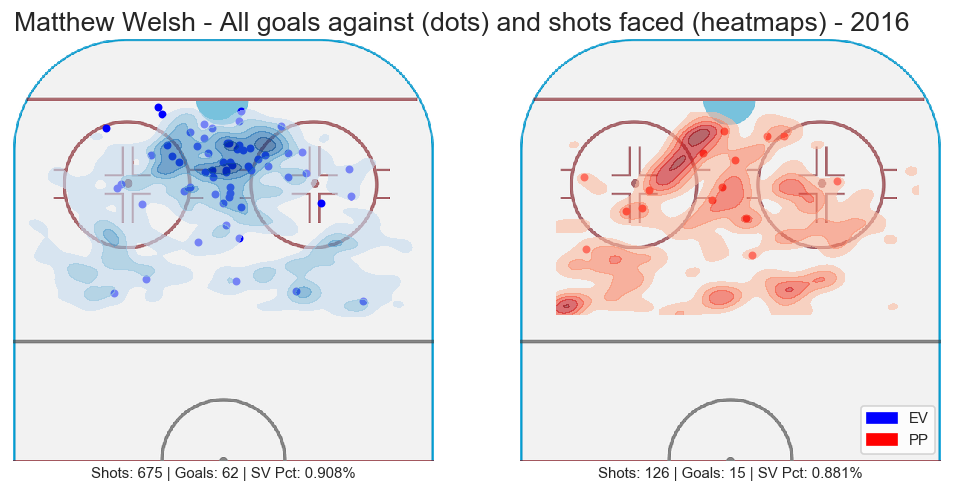 Matthew Welsh - All goals against (dots) and shots faced (heatmaps) - 2016
EV
PP
Shots: 675 | Goals: 62 | SV Pct: 0.908%
Shots: 126 | Goals: 15 | SV Pct: 0.881%